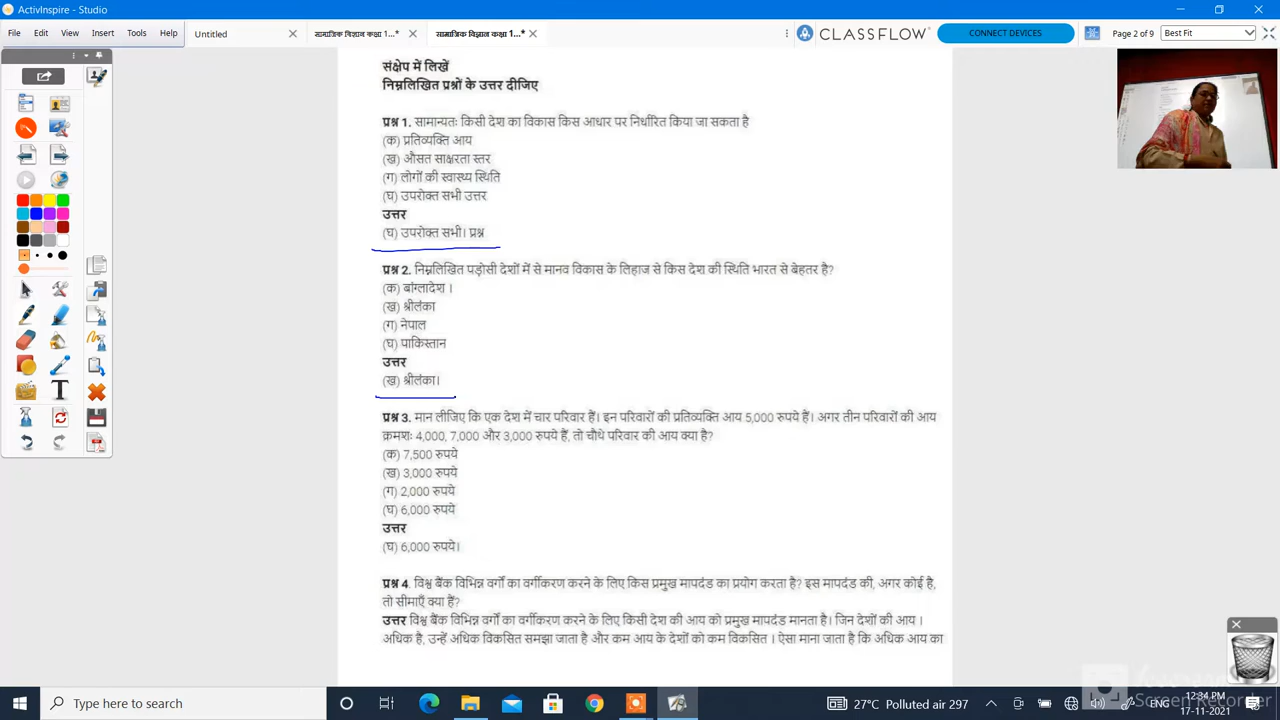 ActivInspire - Studio
File Edit View Insert Tools Help
Untitled
सामाजिक विज्ञान कक्षा 1...*
सामाजिक विज्ञान कक्षा 1...*
CLASSFLOW
CONNECT DEVICES
Page 2 of 9
Best Fit
संक्षेप में लिखें
निम्नलिखित प्रश्नों के उत्तर दीजिए
प्रश्न 1. सामान्यतः किसी देश का विकास किस आधार पर निर्धारित किया जा सकता है
(क) प्रतिव्यक्ति आय
(ख) औसत साक्षरता स्तर
(ग) लोगों की स्वास्थ्य स्थिति
(घ) उपरोक्त सभी उत्तर
उत्तर
(घ) उपरोक्त सभी। प्रश्न
प्रश्न 2. निम्नलिखित पड़ोसी देशों में से मानव विकास के लिहाज से किस देश की स्थिति भारत से बेहतर है?
(क) बांग्लादेश ।
(ख) श्रीलंका
(ग) नेपाल
(घ) पाकिस्तान
उत्तर
(ख) श्रीलंका।
प्रश्न 3. मान लीजिए कि एक देश में चार परिवार हैं। इन परिवारों की प्रतिव्यक्ति आय 5,000 रुपये हैं। अगर तीन परिवारों की आय
क्रमशः 4,000, 7,000 और 3,000 रुपये हैं, तो चौथे परिवार की आय क्या है?
(क) 7,500 रुपये
(ख) 3,000 रुपये
(ग) 2,000 रुपये
(घ) 6,000 रुपये
उत्तर
(घ) 6,000 रुपये।
प्रश्न 4. विश्व बैंक विभिन्न वर्गों का वर्गीकरण करने के लिए किस प्रमुख मापदंड का प्रयोग करता है? इस मापदंड की, अगर कोई है,
तो सीमाएँ क्या हैं?
उत्तर विश्व बैंक विभिन्न वर्गों का वर्गीकरण करने के लिए किसी देश की आय को प्रमुख मापदंड मानता है। जिन देशों की आय ।
अधिक है, उन्हें अधिक विकसित समझा जाता है और कम आय के देशों को कम विकसित । ऐसा माना जाता है कि अधिक आय का
Type here to search
27°C Polluted air 297
12:34 PM
17-11-2021